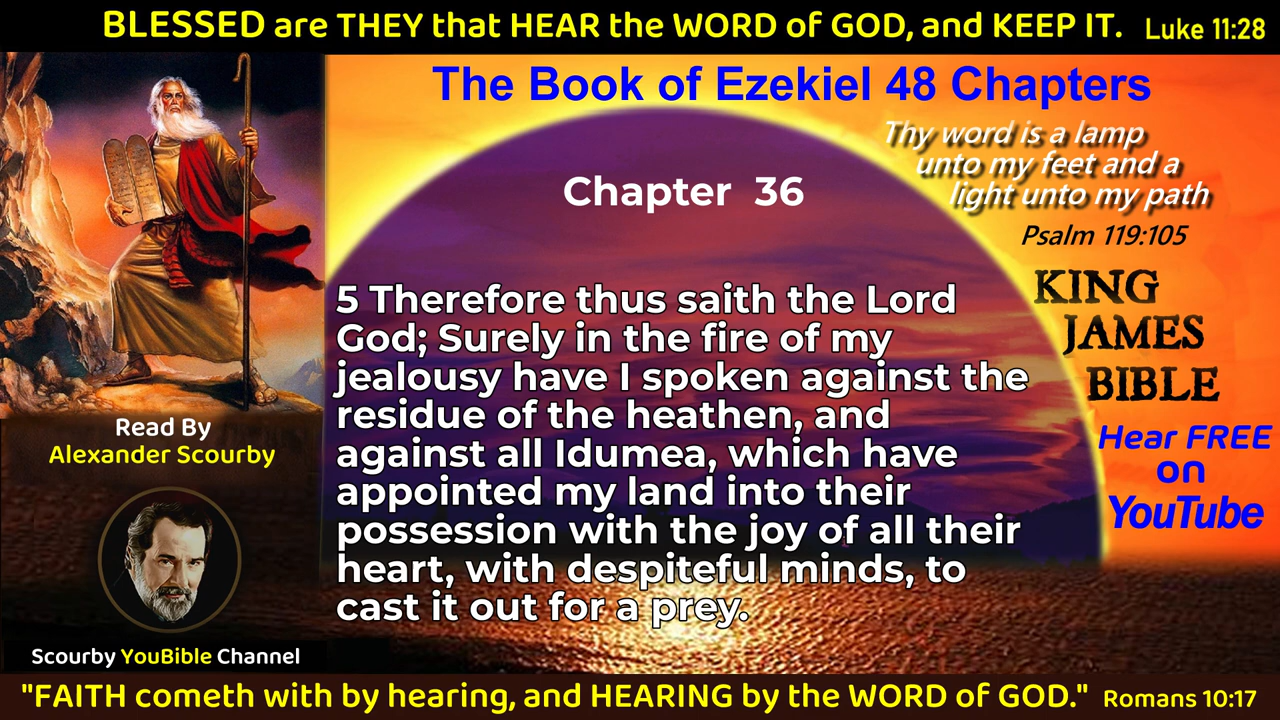 BLESSED are THEY that HEAR the WORD of GOD, and KEEP IT. Luke 11:28
The Book of Ezekiel 48 Chapters
Thy word is a lamp
unto my feet and a
light unto my path
Psalm 119:105
Chapter 36
KING
JAMES
BIBLE
5 Therefore thus saith the Lord
God; Surely in the fire of my
jealousy have I spoken against the
residue of the heathen, and
against all Idumea, which have
appointed my land into their
possession with the joy of all their
heart, with despiteful minds, to
cast it out for a prey.
Hear FREE
on
YouTube
Read By
Alexander Scourby
Scourby YouBible Channel
"FAITH cometh with by hearing, and HEARING by the WORD of GOD." Romans 10:17